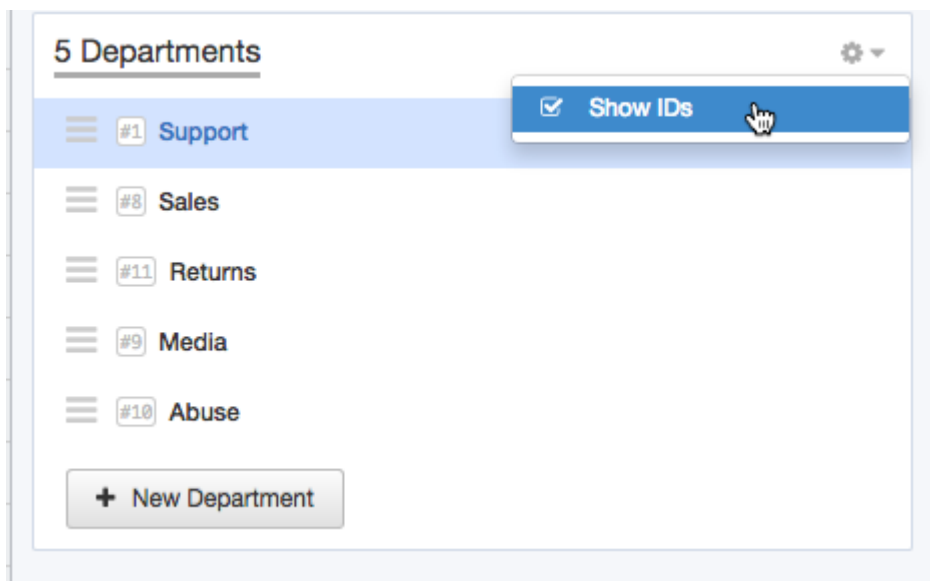 5 Departments
Show IDs
#1 Support
#8 Sales
#11 Returns
#9 Media
#10 Abuse
+ New Department